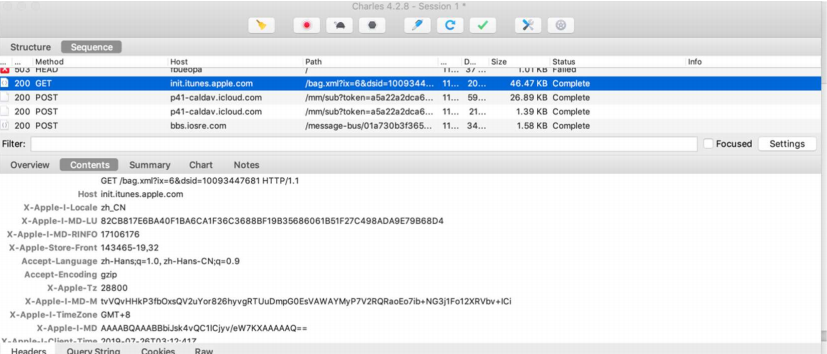 Charles 4.2.8 - Session 1 *
Structure Sequence
... ... Method Host Path ... D... Size Status Info
503 HEAD fbueopa / 11... 37... 1.01 KB Failed
200 GET init.itunes.apple.com /bag.xml?ix=6&dsid=1009344... 11... 20... 46.47 KB Complete
200 POST p41-caldav.icloud.com /mm/sub?token=a5a22a2dca6... 11... 59... 26.89 KB Complete
200 POST p41-caldav.icloud.com /mm/sub?token=a5a22a2dca6... 11... 21... 1.39 KB Complete
200 POST bbs.iosre.com /message-bus/01a730b3f365... 11... 34... 1.58 KB Complete
Filter: Focused Settings
Overview Contents Summary Chart Notes
GET /bag.xml?ix=6&dsid=10093447681 HTTP/1.1
Host init.itunes.apple.com
X-Apple-I-Locale zh_CN
X-Apple-I-MD-LU 82CB817E6BA40F1BA6CA1F36C3688BF19B35686061B51F27C498ADA9E79B68D4
X-Apple-I-MD-RINFO 17106176
X-Apple-Store-Front 143465-19,32
Accept-Language zh-Hans;q=1.0, zh-Hans-CN;q=0.9
Accept-Encoding gzip
X-Apple-Tz 28800
X-Apple-I-MD-M tvVQvHHkP3fbOxsQV2uYor826hyvgRTUuDmpG0EsVAWAYMyP7V2RQRaoEo7ib+NG3j1Fo12XRVbv+ICi
X-Apple-I-TimeZone GMT+8
X-Apple-I-MD AAAABQAAABBbiJsk4vQC1ICjyv/eW7KXAAAAAQ==
X-Apple-I-Client-Time 2019-07-26T03:12:41Z
Headers Query String Cookies Raw